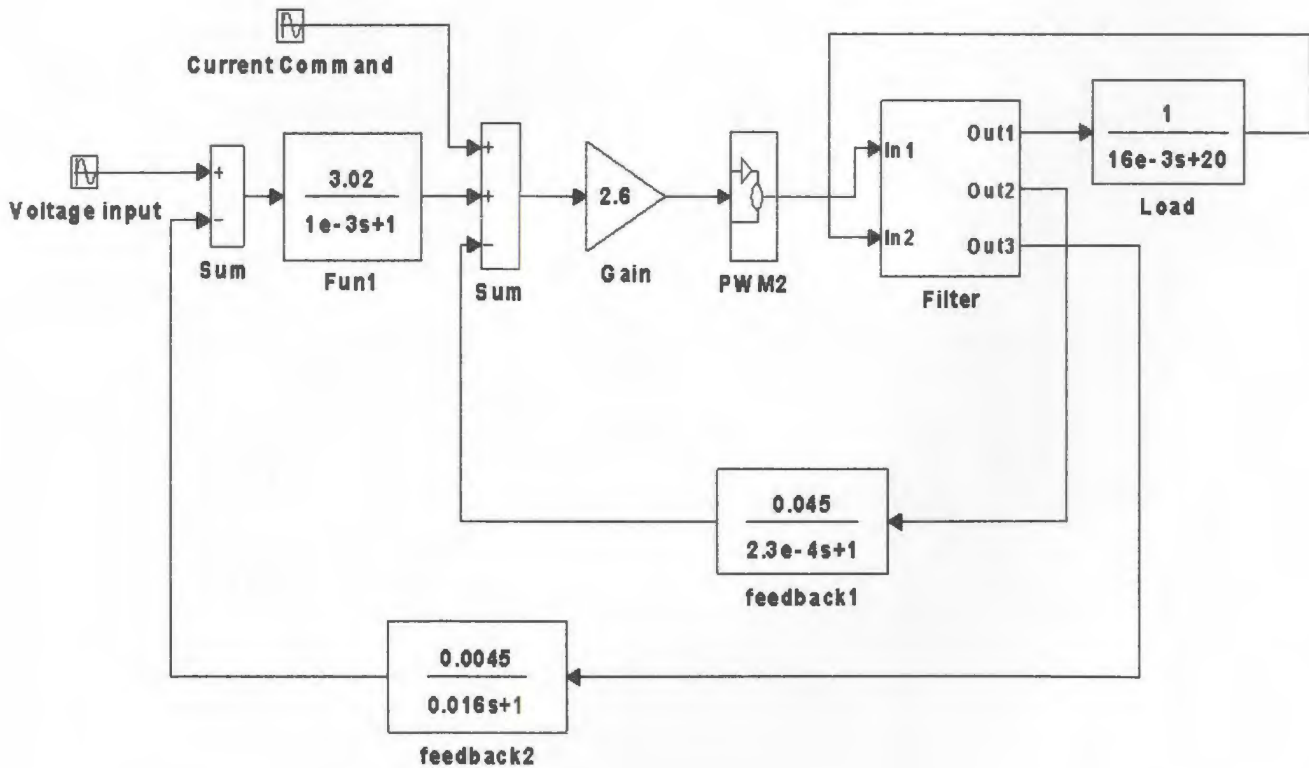 Current Command
Voltage input
+
−
Sum
3.02
1e-3s+1
Fun1
+
+
−
Sum
2.6
Gain
PWM2
In1
In2
Out1
Out2
Out3
Filter
1
16e-3s+20
Load
0.045
2.3e-4s+1
feedback1
0.0045
0.016s+1
feedback2